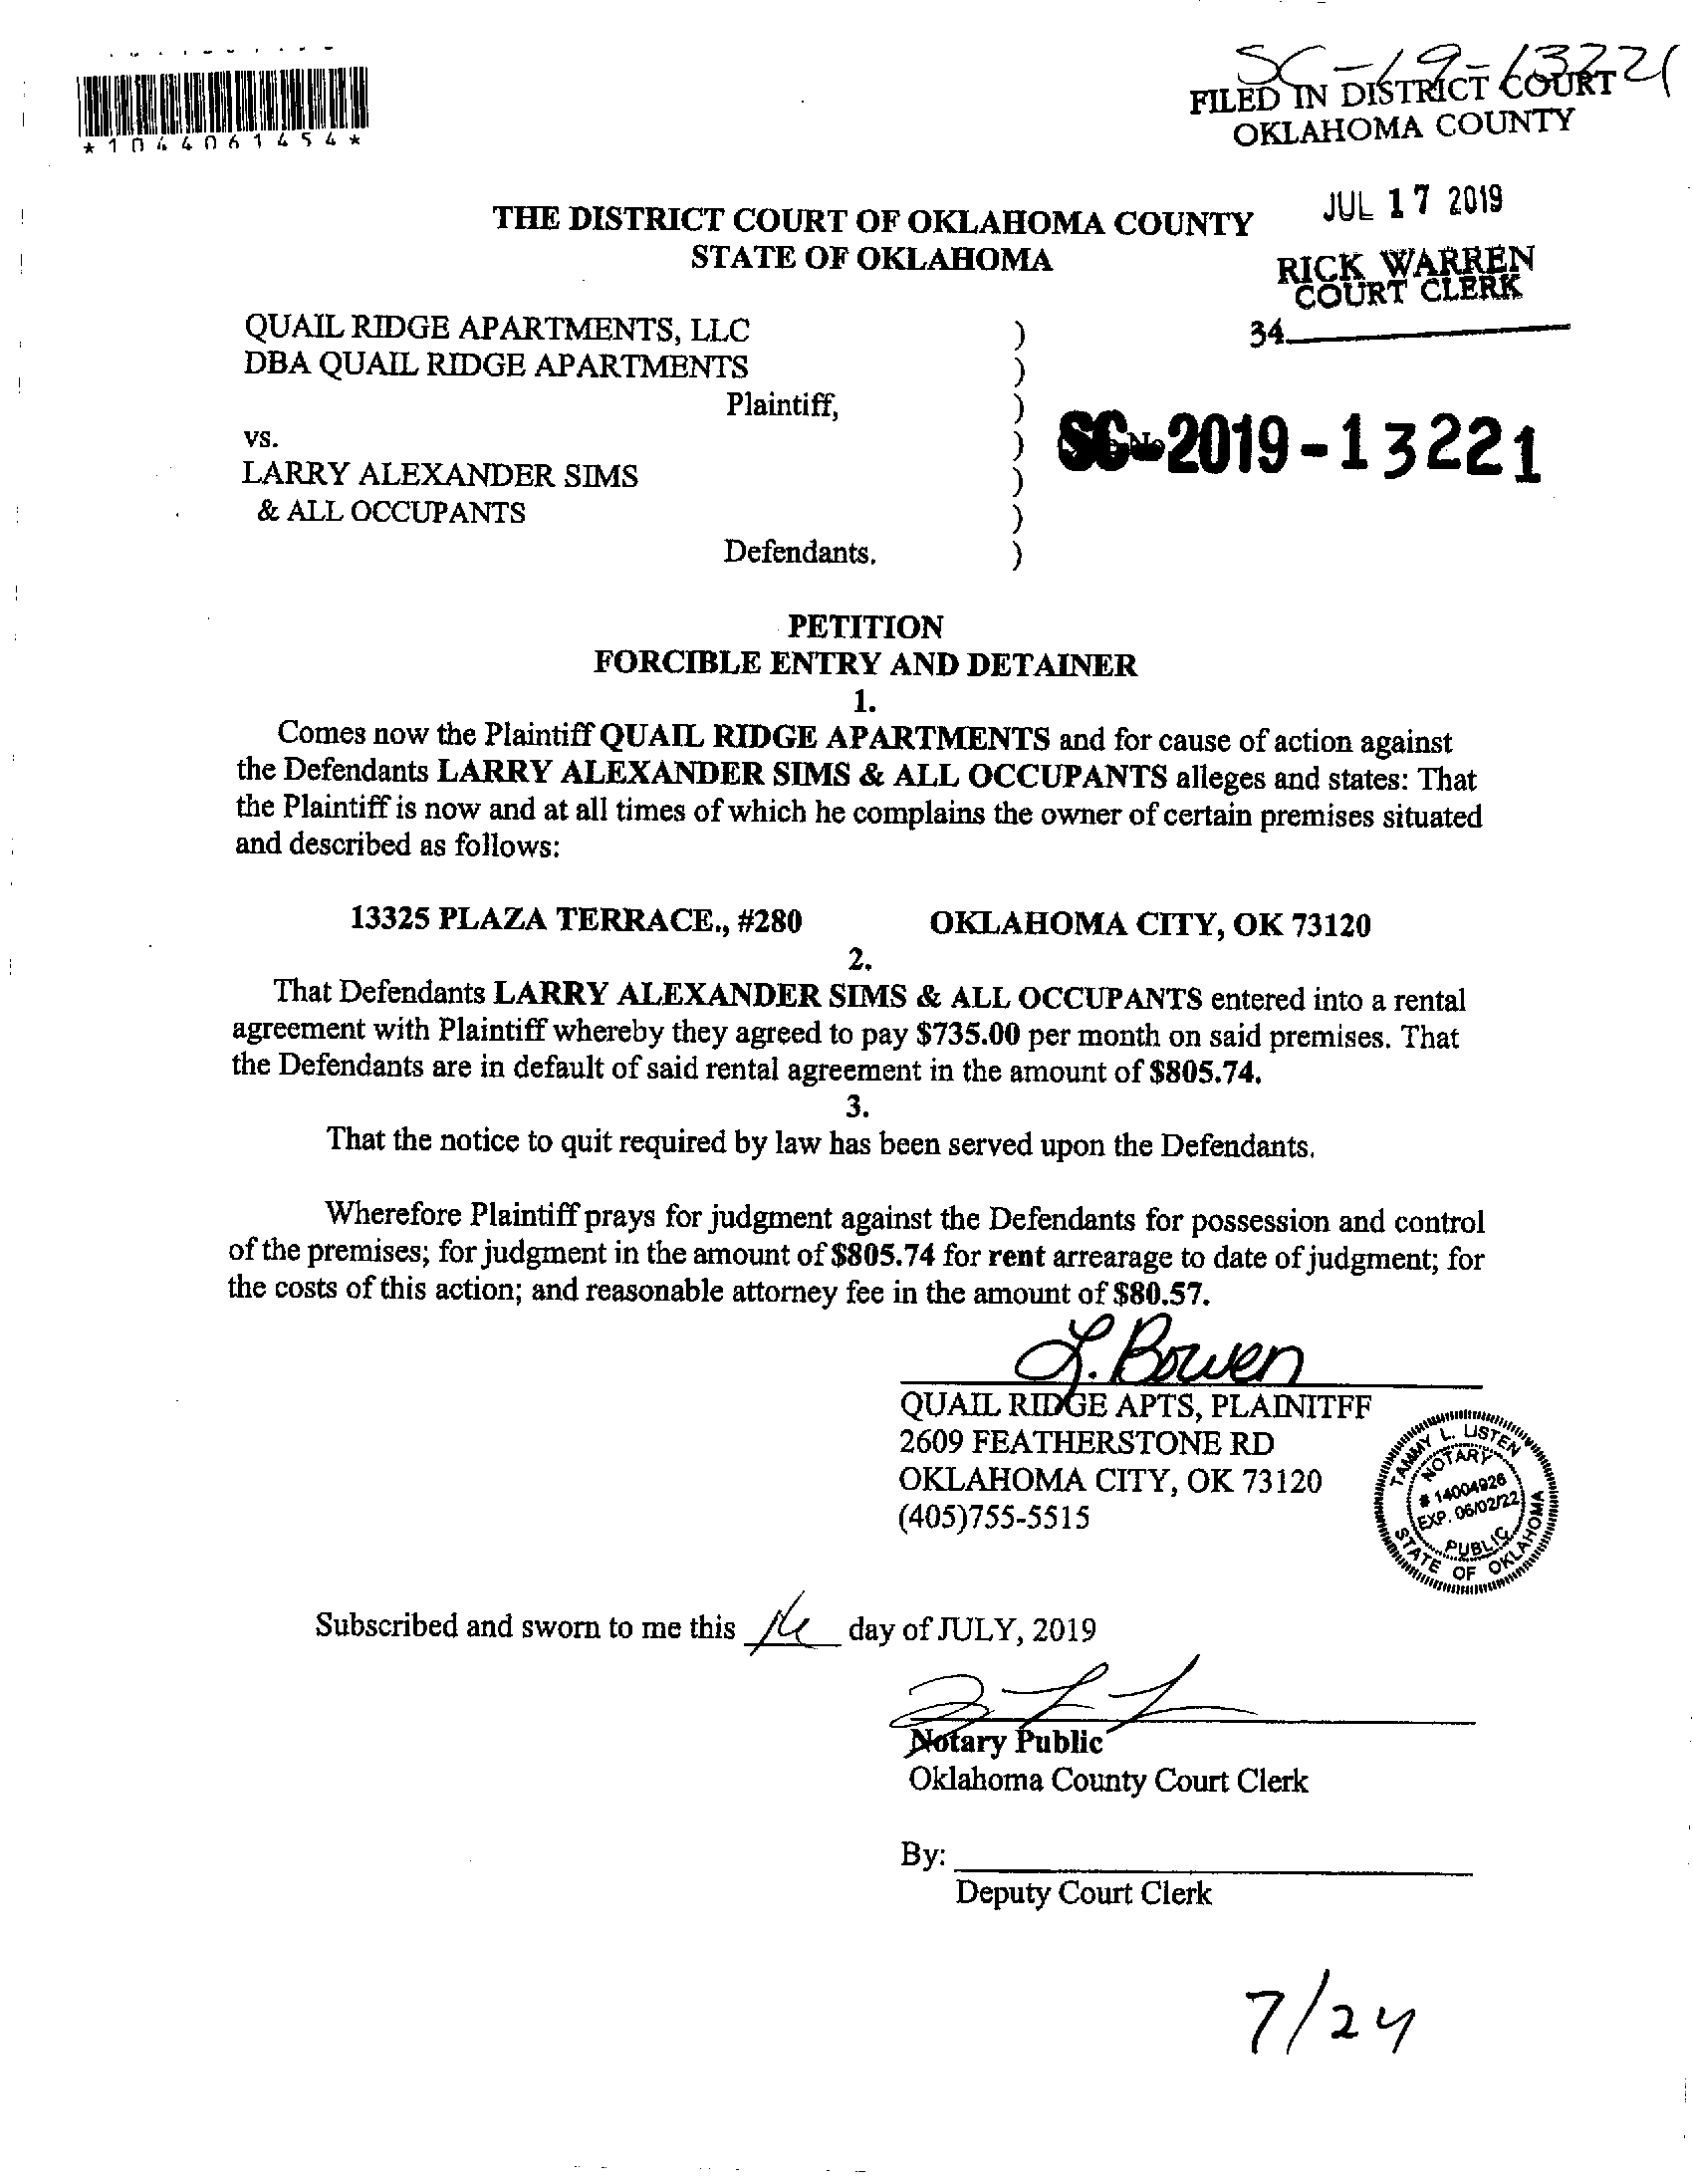 SC-19-13221
FILED IN DISTRICT COURT
OKLAHOMA COUNTY
*1044061454*
JUL 17 2019
THE DISTRICT COURT OF OKLAHOMA COUNTY
STATE OF OKLAHOMA
RICK WARREN
COURT CLERK
34
QUAIL RIDGE APARTMENTS, LLC )
DBA QUAIL RIDGE APARTMENTS )
Plaintiff, )
vs. ) SC-2019-13221
LARRY ALEXANDER SIMS )
& ALL OCCUPANTS )
Defendants. )
PETITION
FORCIBLE ENTRY AND DETAINER
1.
Comes now the Plaintiff QUAIL RIDGE APARTMENTS and for cause of action against
the Defendants LARRY ALEXANDER SIMS & ALL OCCUPANTS alleges and states: That
the Plaintiff is now and at all times of which he complains the owner of certain premises situated
and described as follows:
13325 PLAZA TERRACE., #280 OKLAHOMA CITY, OK 73120
2.
That Defendants LARRY ALEXANDER SIMS & ALL OCCUPANTS entered into a rental
agreement with Plaintiff whereby they agreed to pay $735.00 per month on said premises. That
the Defendants are in default of said rental agreement in the amount of $805.74.
3.
That the notice to quit required by law has been served upon the Defendants.
Wherefore Plaintiff prays for judgment against the Defendants for possession and control
of the premises; for judgment in the amount of $805.74 for rent arrearage to date of judgment; for
the costs of this action; and reasonable attorney fee in the amount of $80.57.
L. Bowen
QUAIL RIDGE APTS, PLAINITFF
2609 FEATHERSTONE RD
OKLAHOMA CITY, OK 73120
(405)755-5515
TAMMY L. LISTEN
NOTARY
# 14004926
EXP. 06/02/22
PUBLIC
STATE OF OKLAHOMA
Subscribed and sworn to me this day of JULY, 2019
Notary Public
Oklahoma County Court Clerk
By:
Deputy Court Clerk
7/24